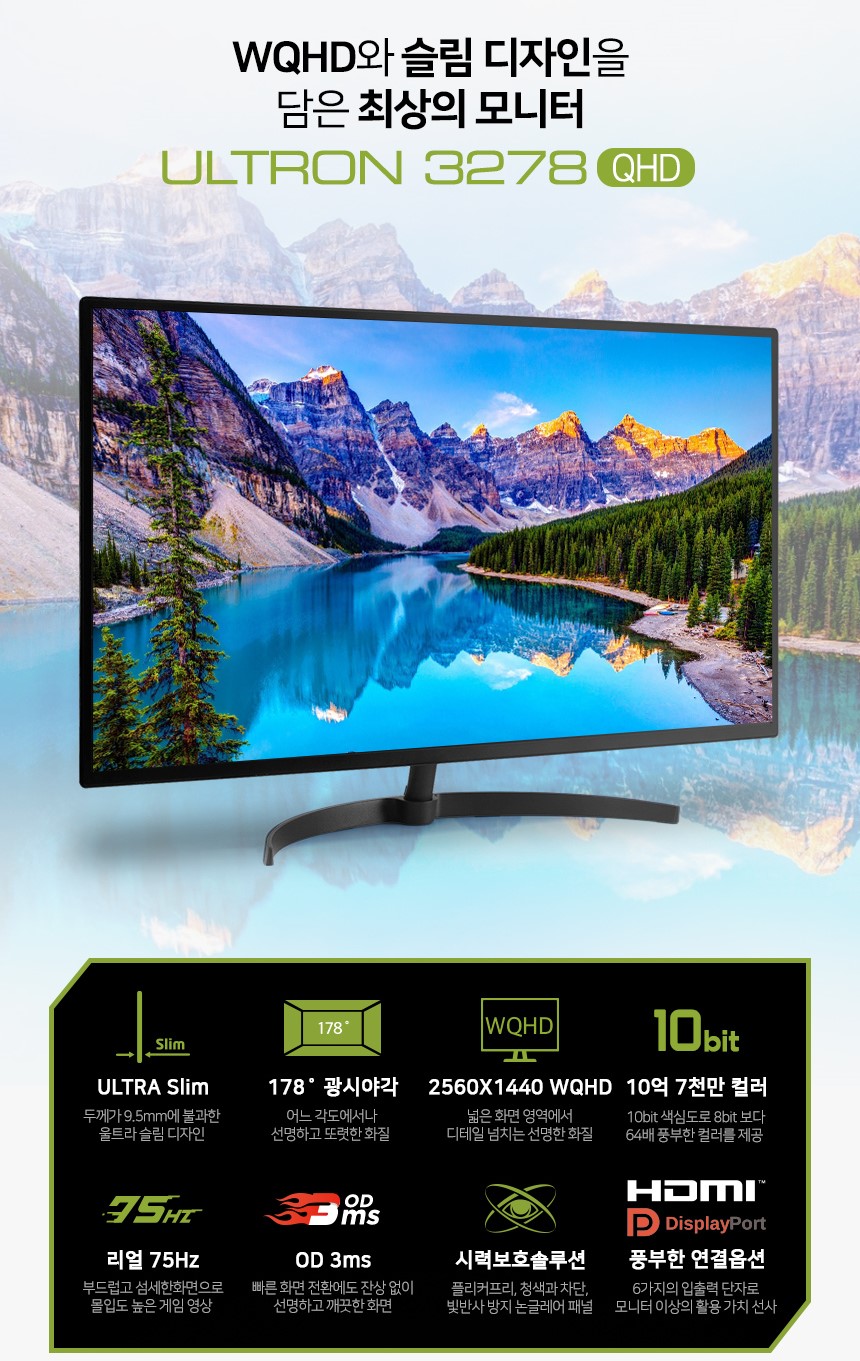 WQHD와 슬림 디자인을
담은 최상의 모니터
ULTRON 3278 QHD
Slim
178°
WQHD
10bit
ULTRA Slim
178° 광시야각
2560X1440 WQHD
10억 7천만 컬러
두께가 9.5mm에 불과한
울트라 슬림 디자인
어느 각도에서나
선명하고 또렷한 화질
넓은 화면 영역에서
디테일 넘치는 선명한 화질
10bit 색심도로 8bit 보다
64배 풍부한 컬러를 제공
75Hz
3 OD
ms
HDMI™
DisplayPort
리얼 75Hz
OD 3ms
시력보호솔루션
풍부한 연결옵션
부드럽고 섬세한화면으로
몰입도 높은 게임 영상
빠른 화면 전환에도 잔상 없이
선명하고 깨끗한 화면
플리커프리, 청색과 차단,
빛반사 방지 논글레어 패널
6가지의 입출력 단자로
모니터 이상의 활용 가치 선사